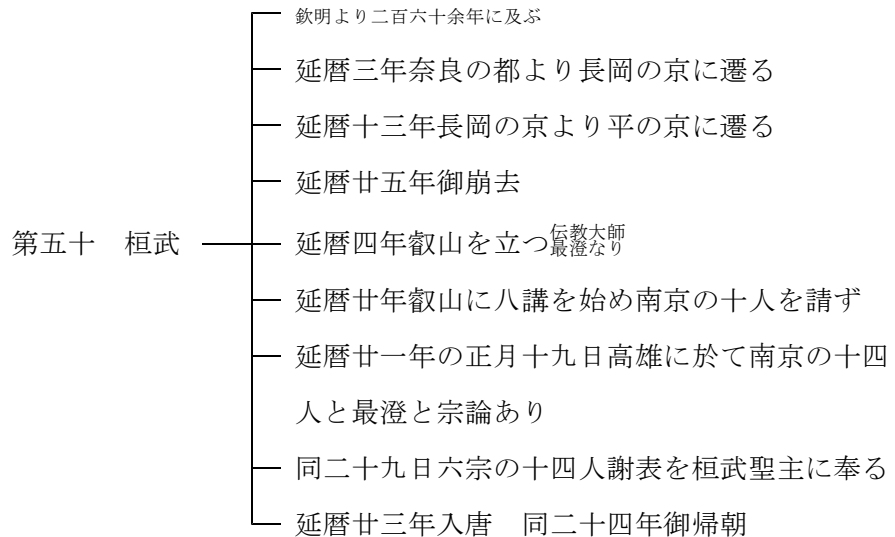 欽明より二百六十余年に及ぶ
延暦三年奈良の都より長岡の京に遷る
延暦十三年長岡の京より平の京に遷る
延暦廿五年御崩去
第五十　桓武
延暦四年叡山を立つ伝教大師最澄なり
延暦廿年叡山に八講を始め南京の十人を請ず
延暦廿一年の正月十九日高雄に於て南京の十四
人と最澄と宗論あり
同二十九日六宗の十四人謝表を桓武聖主に奉る
延暦廿三年入唐　同二十四年御帰朝